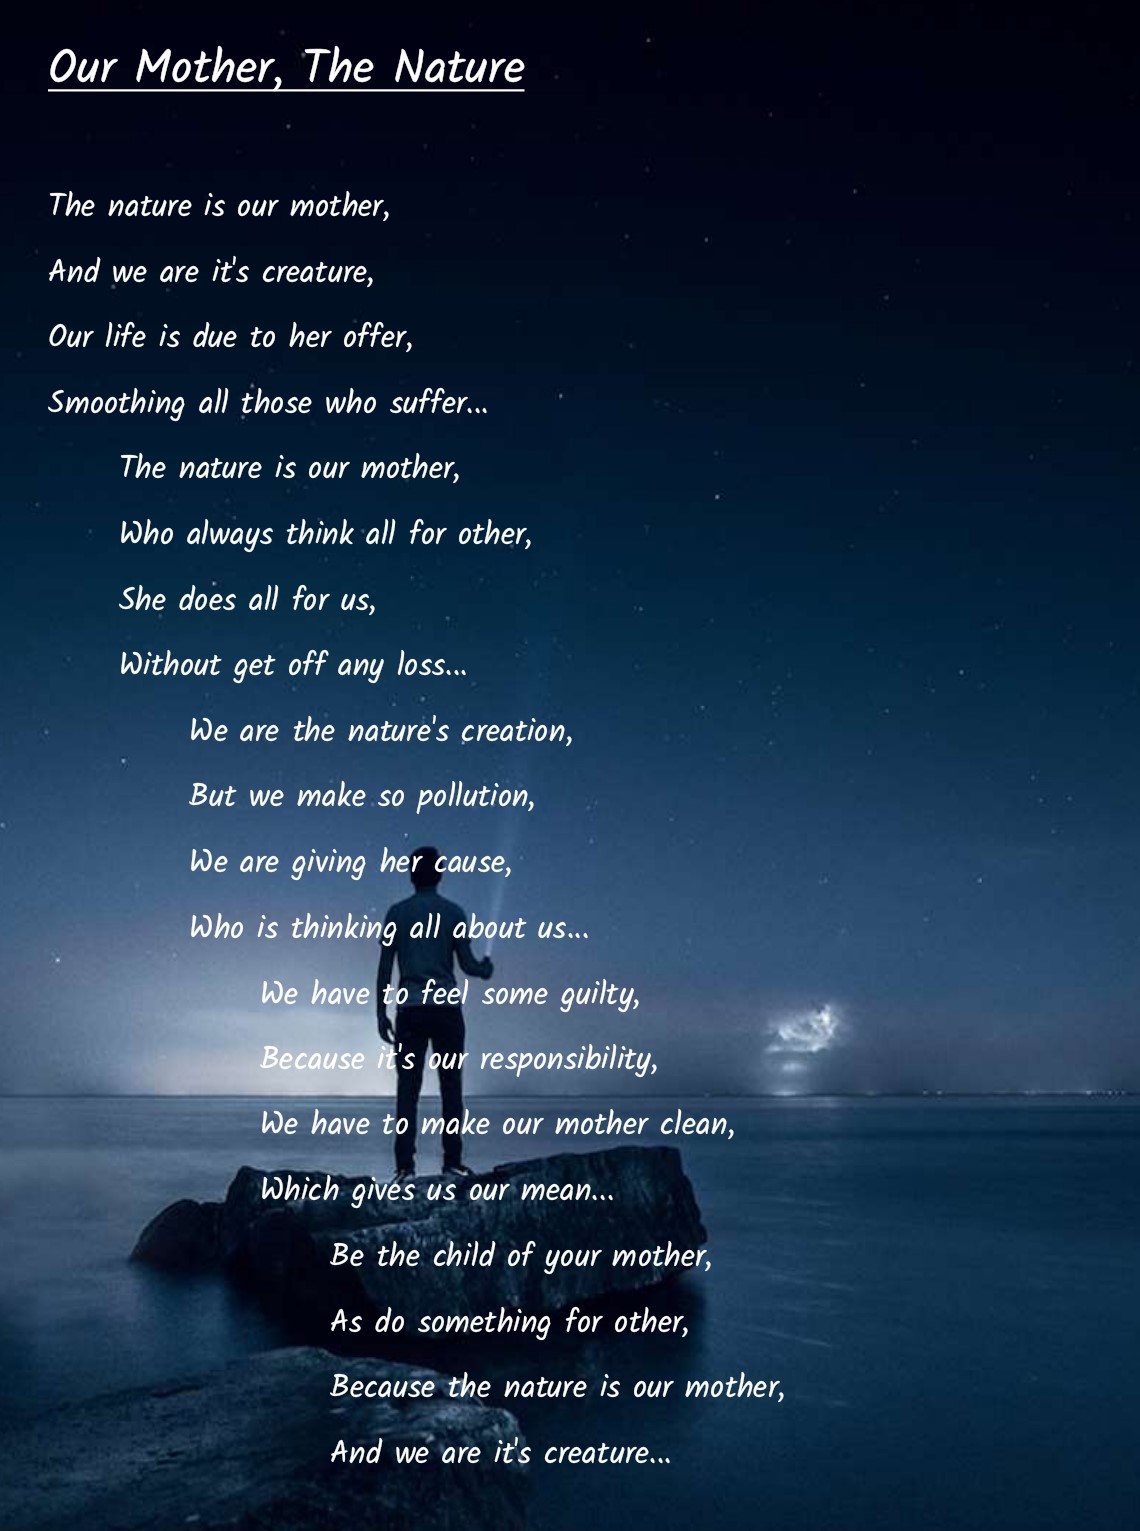 Our Mother, The Nature
The nature is our mother,
And we are it's creature,
Our life is due to her offer,
Smoothing all those who suffer...
The nature is our mother,
Who always think all for other,
She does all for us,
Without get off any loss...
We are the nature's creation,
But we make so pollution,
We are giving her cause,
Who is thinking all about us...
We have to feel some guilty,
Because it's our responsibility,
We have to make our mother clean,
Which gives us our mean...
Be the child of your mother,
As do something for other,
Because the nature is our mother,
And we are it's creature...